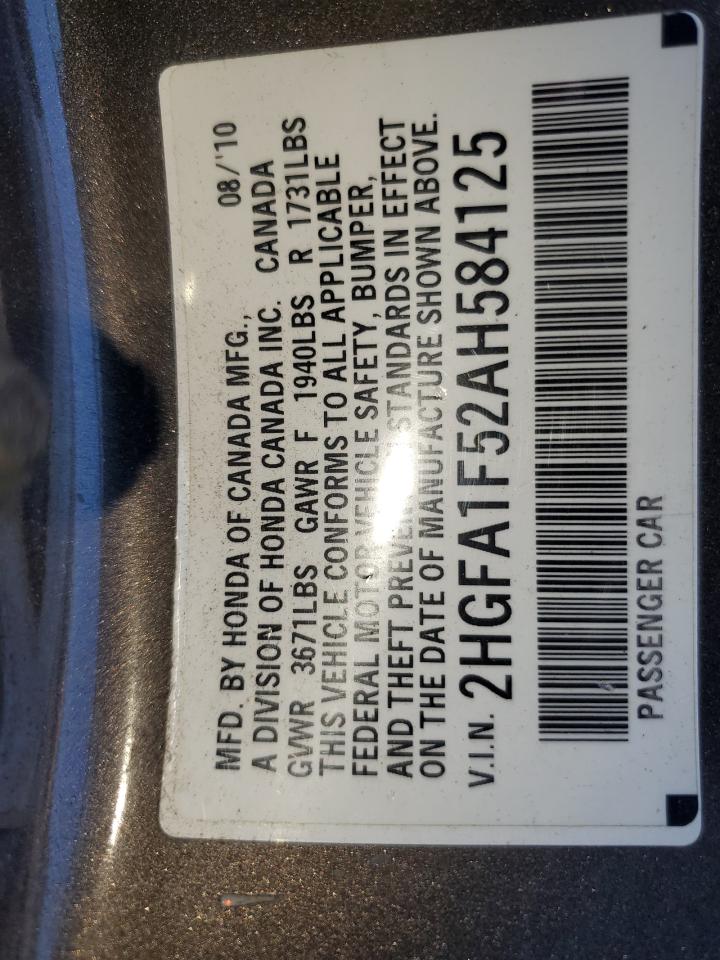 MFD. BY HONDA OF CANADA MFG., 08/'10
A DIVISION OF HONDA CANADA INC. CANADA
GVWR 3671LBS GAWR F 1940LBS R 1731LBS
THIS VEHICLE CONFORMS TO ALL APPLICABLE
FEDERAL MOTOR VEHICLE SAFETY, BUMPER,
AND THEFT PREVENTION STANDARDS IN EFFECT
ON THE DATE OF MANUFACTURE SHOWN ABOVE.
V.I.N. 2HGFA1F52AH584125
PASSENGER CAR